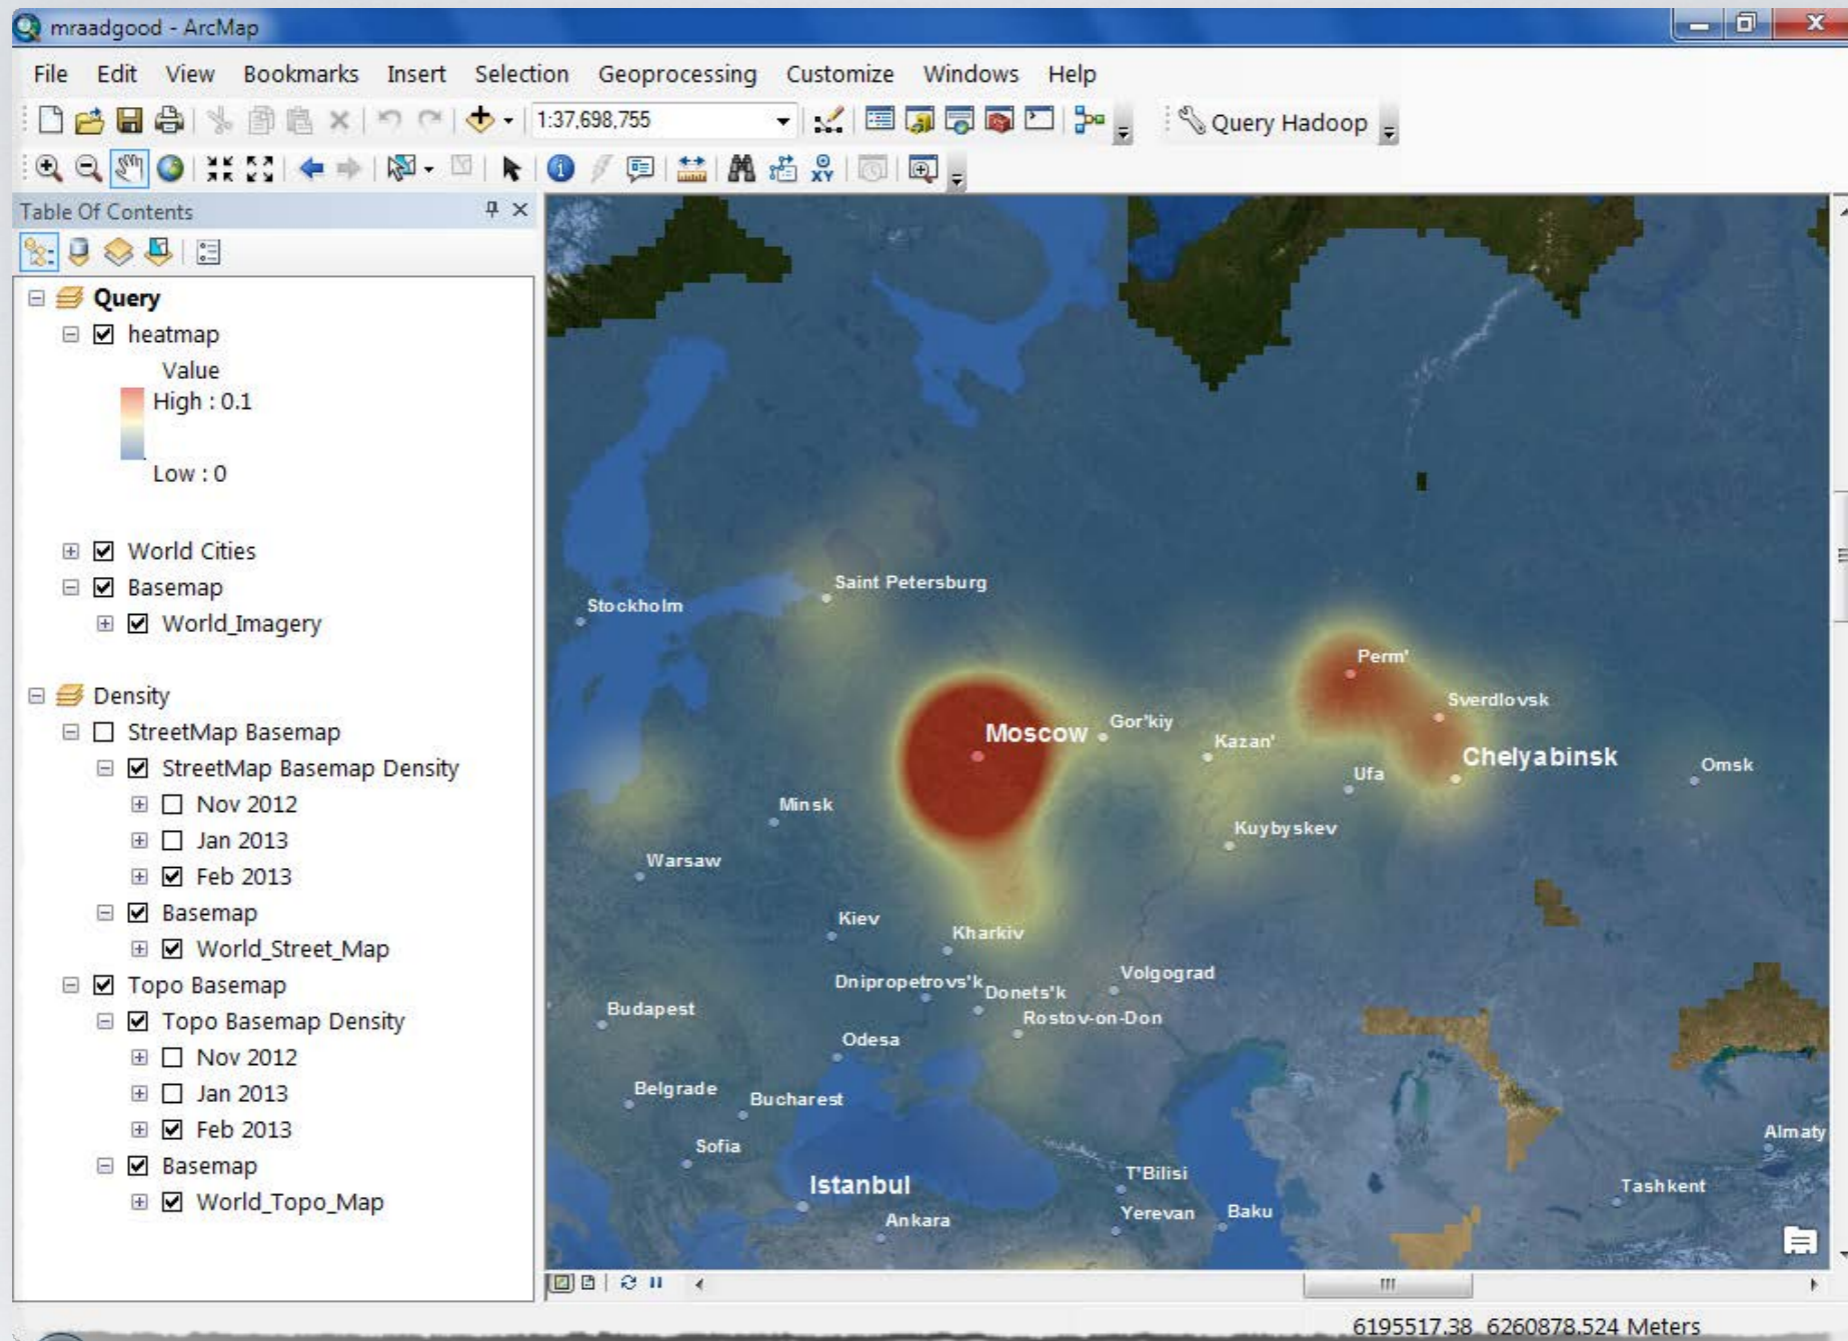 mraadgood - ArcMap
File Edit View Bookmarks Insert Selection Geoprocessing Customize Windows Help
1:37,698,755
Query Hadoop
XY
Table Of Contents
Query
heatmap
Value
High : 0.1
Low : 0
World Cities
Basemap
World_Imagery
Density
StreetMap Basemap
StreetMap Basemap Density
Nov 2012
Jan 2013
Feb 2013
Basemap
World_Street_Map
Topo Basemap
Topo Basemap Density
Nov 2012
Jan 2013
Feb 2013
Basemap
World_Topo_Map
Saint Petersburg
Stockholm
Perm'
Sverdlovsk
Moscow
Gor'kiy
Kazan'
Chelyabinsk
Omsk
Ufa
Minsk
Kuybyskev
Warsaw
Kiev
Kharkiv
Volgograd
Dnipropetrovs'k
Donets'k
Budapest
Rostov-on-Don
Odesa
Belgrade
Bucharest
Almaty
Sofia
T'Bilisi
Istanbul
Tashkent
Ankara
Yerevan
Baku
6195517.38 6260878.524 Meters